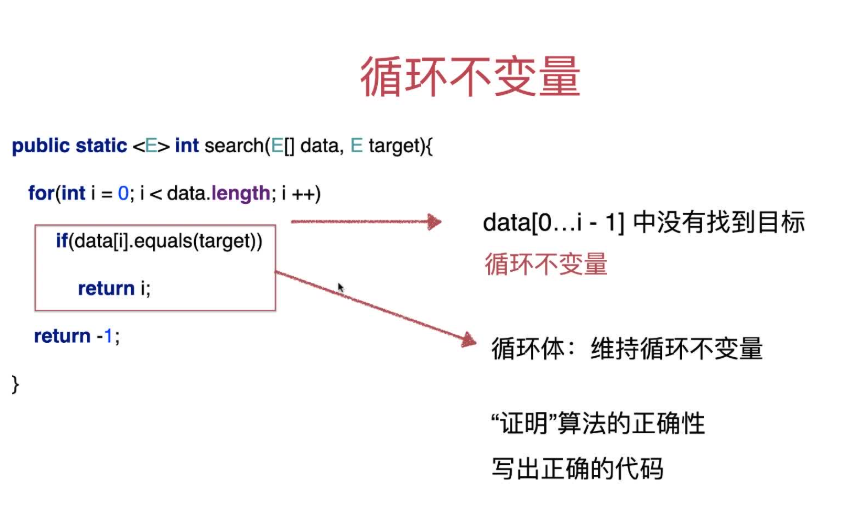 循环不变量
public static <E> int search(E[] data, E target){
for(int i = 0; i < data.length; i ++)
if(data[i].equals(target))
return i;
return -1;
}
data[0…i - 1] 中没有找到目标
循环不变量
循环体：维持循环不变量
“证明”算法的正确性
写出正确的代码